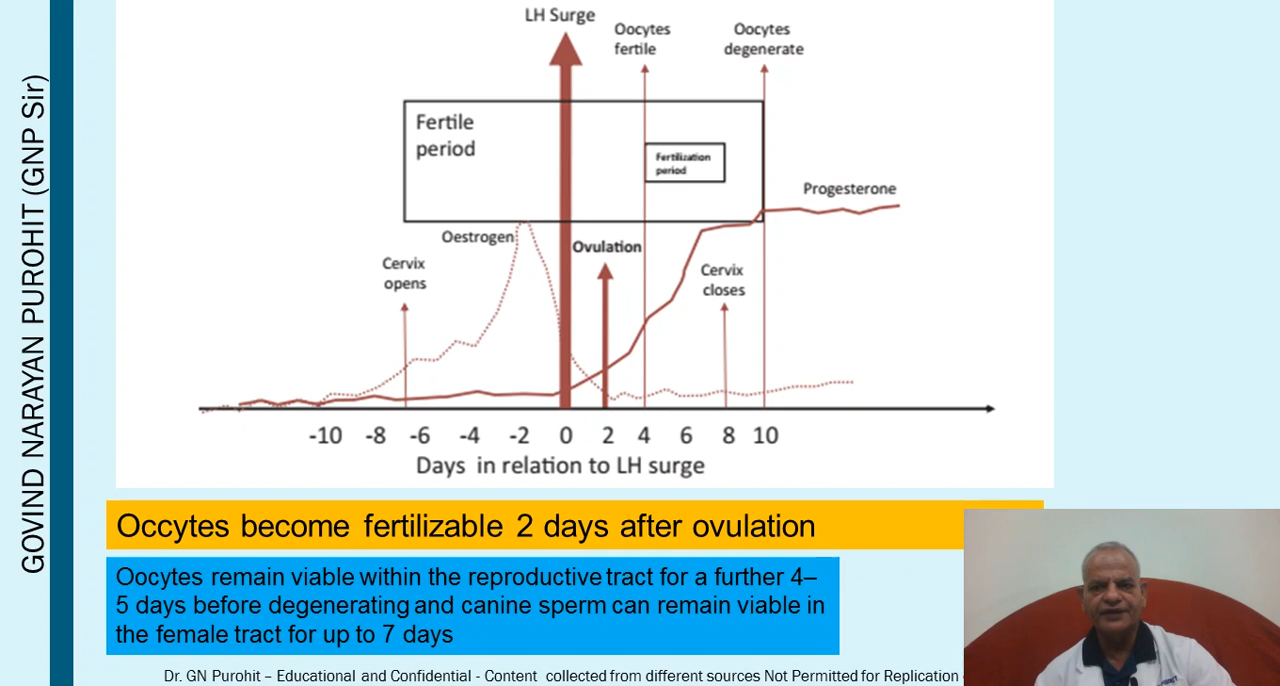 GOVIND NARAYAN PUROHIT (GNP Sir)
LH Surge
Oocytes
fertile
Oocytes
degenerate
Fertile
period
Fertilization
period
Progesterone
Oestrogen
Ovulation
Cervix
opens
Cervix
closes
-10 -8 -6 -4 -2 0 2 4 6 8 10
Days in relation to LH surge
Occytes become fertilizable 2 days after ovulation
Oocytes remain viable within the reproductive tract for a further 4–
5 days before degenerating and canine sperm can remain viable in
the female tract for up to 7 days
Dr. GN Purohit – Educational and Confidential - Content collected from different sources Not Permitted for Replication